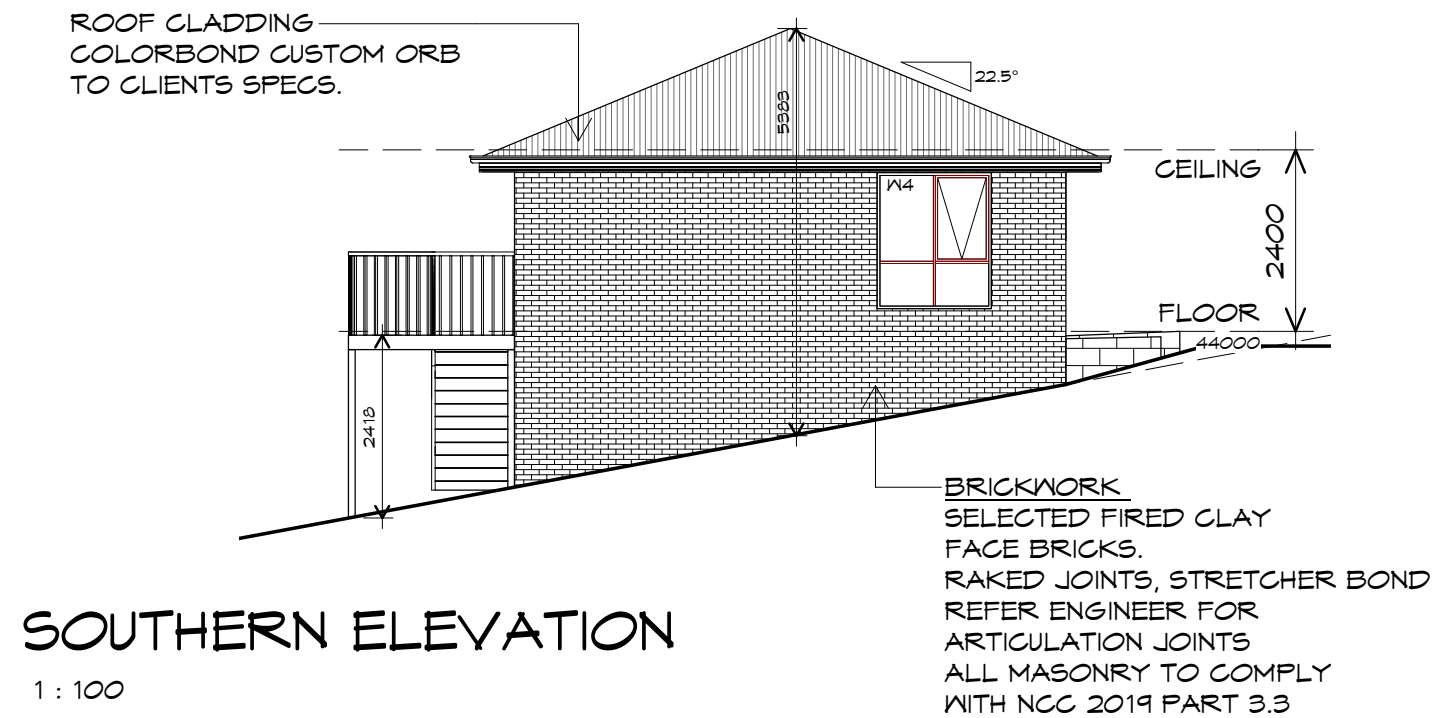 ROOF CLADDING
COLORBOND CUSTOM ORB
TO CLIENTS SPECS.
22.5°
5383
CEILING
W4
2400
FLOOR
44000
2418
BRICKWORK
SELECTED FIRED CLAY
FACE BRICKS.
RAKED JOINTS, STRETCHER BOND
REFER ENGINEER FOR
ARTICULATION JOINTS
ALL MASONRY TO COMPLY
WITH NCC 2019 PART 3.3
SOUTHERN ELEVATION
1 : 100